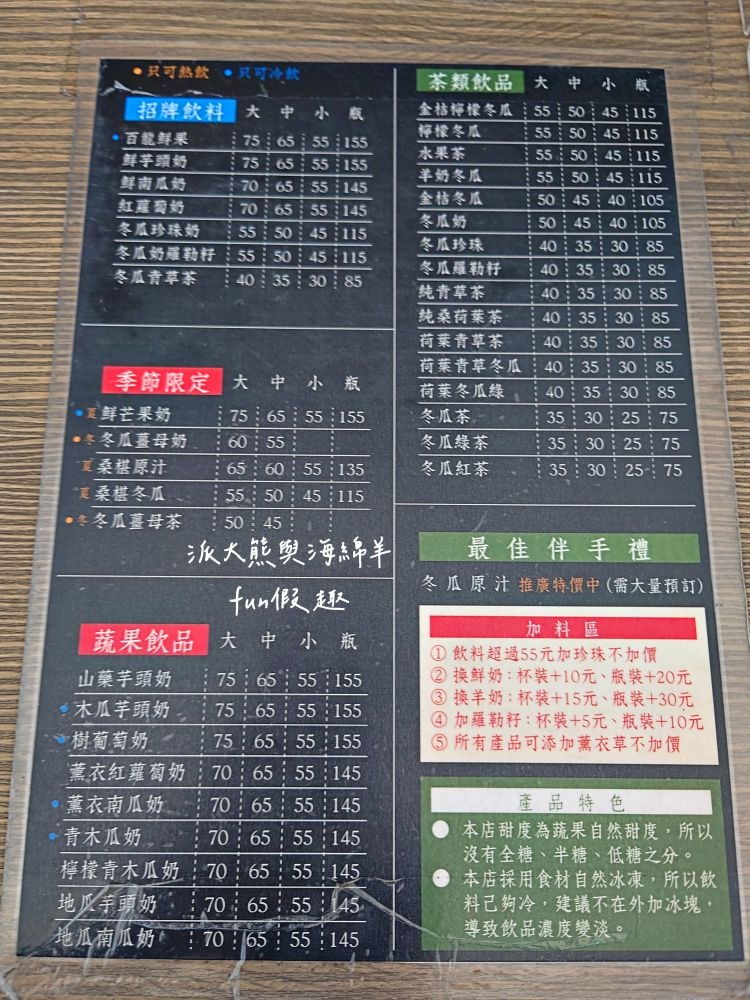 ● 只可熱飲 ● 只可冷飲
招牌飲料 大 中 小 瓶
● 百龍鮮果 75 65 55 155
鮮芋頭奶 75 65 55 155
鮮南瓜奶 70 65 55 145
紅蘿蔔奶 70 65 55 145
冬瓜珍珠奶 55 50 45 115
冬瓜奶羅勒籽 55 50 45 115
冬瓜青草茶 40 35 30 85
季節限定 大 中 小 瓶
● 夏 鮮芒果奶 75 65 55 155
● 冬 冬瓜薑母奶 60 55
夏 桑椹原汁 65 60 55 135
夏 桑椹冬瓜 55 50 45 115
● 冬 冬瓜薑母茶 50 45
派大熊與海綿羊
fun假趣
蔬果飲品 大 中 小 瓶
山藥芋頭奶 75 65 55 155
● 木瓜芋頭奶 75 65 55 155
● 樹葡萄奶 75 65 55 155
薰衣紅蘿蔔奶 70 65 55 145
● 薰衣南瓜奶 70 65 55 145
● 青木瓜奶 70 65 55 145
檸檬青木瓜奶 70 65 55 145
地瓜芋頭奶 70 65 55 145
地瓜南瓜奶 70 65 55 145
茶類飲品 大 中 小 瓶
金桔檸檬冬瓜 55 50 45 115
檸檬冬瓜 55 50 45 115
水果茶 55 50 45 115
羊奶冬瓜 55 50 45 115
金桔冬瓜 50 45 40 105
冬瓜奶 50 45 40 105
冬瓜珍珠 40 35 30 85
冬瓜羅勒籽 40 35 30 85
純青草茶 40 35 30 85
純桑荷葉茶 40 35 30 85
荷葉青草茶 40 35 30 85
荷葉青草冬瓜 40 35 30 85
荷葉冬瓜綠 40 35 30 85
冬瓜茶 35 30 25 75
冬瓜綠茶 35 30 25 75
冬瓜紅茶 35 30 25 75
最佳伴手禮
冬瓜原汁 推廣特價中 (需大量預訂)
加料區
① 飲料超過55元加珍珠不加價
② 換鮮奶：杯裝+10元、瓶裝+20元
③ 換羊奶：杯裝+15元、瓶裝+30元
④ 加羅勒籽：杯裝+5元、瓶裝+10元
⑤ 所有產品可添加薰衣草不加價
產品特色
● 本店甜度為蔬果自然甜度，所以
沒有全糖、半糖、低糖之分。
● 本店採用食材自然冰凍，所以飲
料己夠冷，建議不在外加冰塊，
導致飲品濃度變淡。